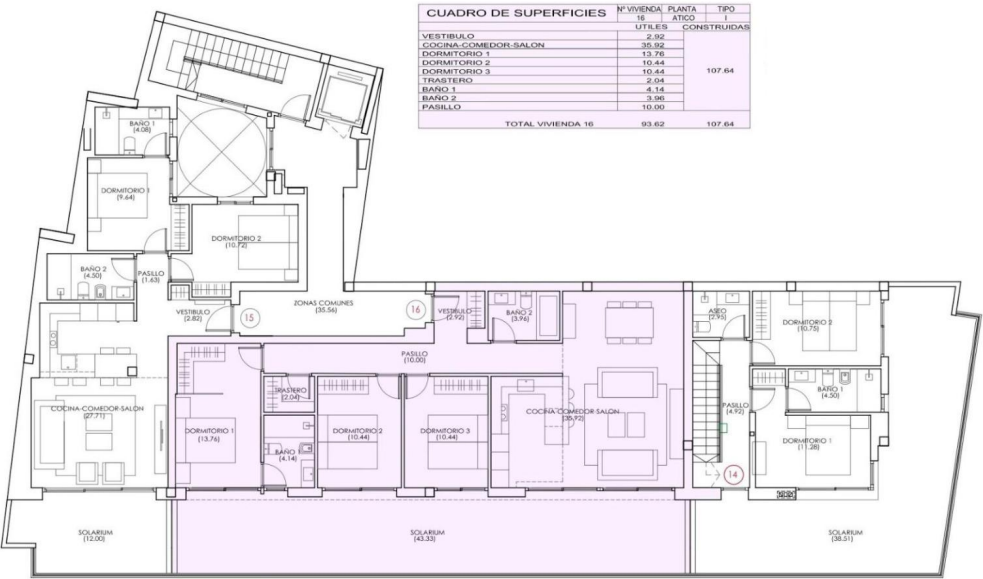 CUADRO DE SUPERFICIES Nº VIVIENDA PLANTA TIPO
16 ATICO I
UTILES CONSTRUIDAS
VESTIBULO 2.92
COCINA-COMEDOR-SALON 35.92
DORMITORIO 1 13.76
DORMITORIO 2 10.44
DORMITORIO 3 10.44
107.64
TRASTERO 2.04
BAÑO 1 4.14
BAÑO 2 3.96
PASILLO 10.00
TOTAL VIVIENDA 16 93.62 107.64
BAÑO 1
(4.08)
DORMITORIO 1
(9.64)
DORMITORIO 2
(10.72)
BAÑO 2
(4.50)
PASILLO
(1.63)
VESTIBULO
(2.82)
15
ZONAS COMUNES
(35.56)
16
VESTIBULO
(2.92)
BAÑO 2
(3.96)
ASEO
(2.95)
DORMITORIO 2
(10.75)
PASILLO
(10.00)
COCINA-COMEDOR-SALON
(27.71)
DORMITORIO 1
(13.76)
TRASTERO
(2.04)
BAÑO 1
(4.14)
DORMITORIO 2
(10.44)
DORMITORIO 3
(10.44)
COCINA-COMEDOR-SALON
(35.92)
PASILLO
(4.92)
BAÑO 1
(4.50)
DORMITORIO 1
(11.28)
14
SOLARIUM
(12.00)
SOLARIUM
(43.33)
SOLARIUM
(38.51)